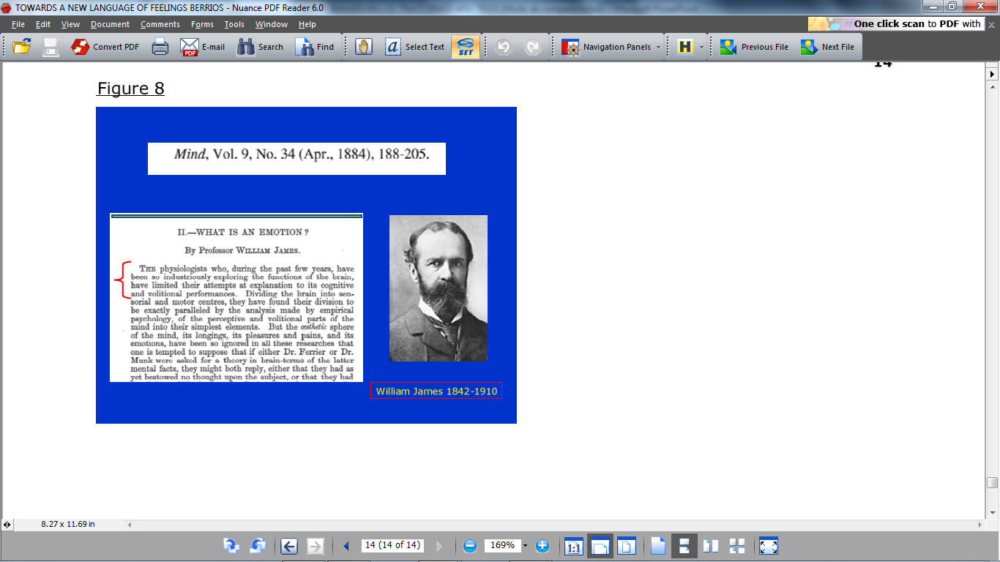 TOWARDS A NEW LANGUAGE OF FEELINGS BERRIOS - Nuance PDF Reader 6.0
File Edit View Document Comments Forms Tools Window Help
One click scan to PDF with
Convert PDF E-mail Search Find Select Text SET Navigation Panels H Previous File Next File
14
Figure 8
Mind, Vol. 9, No. 34 (Apr., 1884), 188-205.
II.—WHAT IS AN EMOTION?
By Professor WILLIAM JAMES.
THE physiologists who, during the past few years, have
been so industriously exploring the functions of the brain,
have limited their attempts at explanation to its cognitive
and volitional performances. Dividing the brain into sen-
sorial and motor centres, they have found their division to
be exactly paralleled by the analysis made by empirical
psychology, of the perceptive and volitional parts of the
mind into their simplest elements. But the æsthetic sphere
of the mind, its longings, its pleasures and pains, and its
emotions, have been so ignored in all these researches that
one is tempted to suppose that if either Dr. Ferrier or Dr.
Munk were asked for a theory in brain-terms of the latter
mental facts, they might both reply, either that they had as
yet bestowed no thought upon the subject, or that they had
William James 1842-1910
8.27 x 11.69 in
14 (14 of 14) 169% 1:1